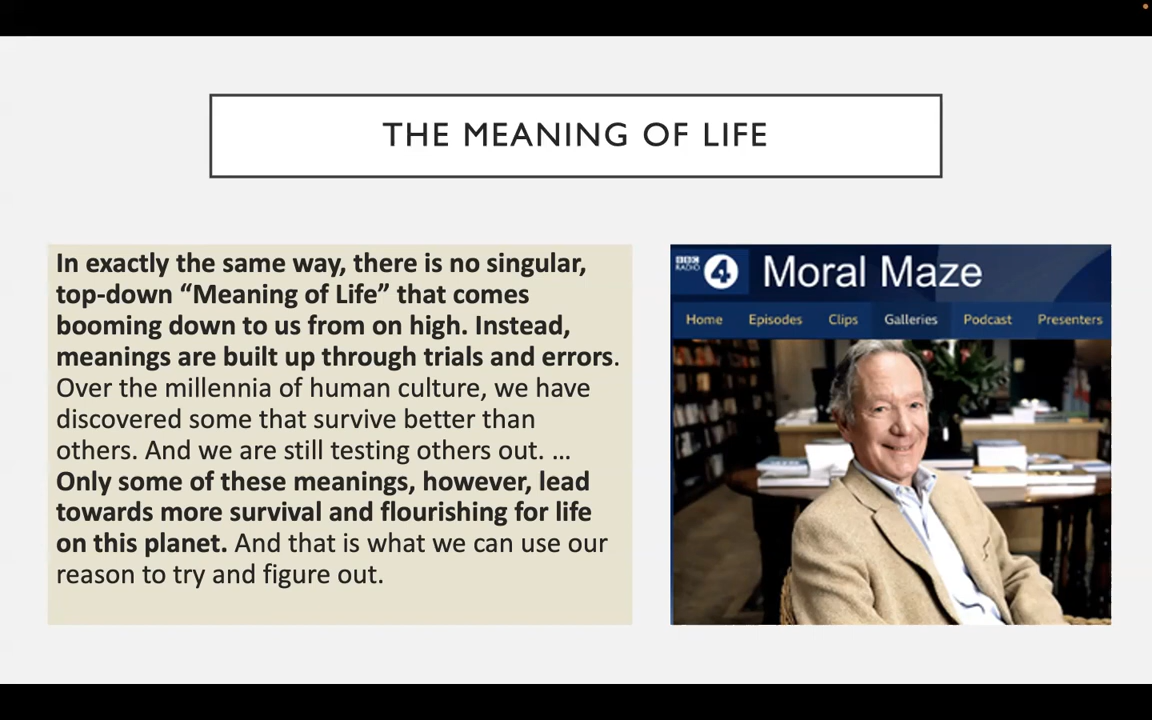 THE MEANING OF LIFE
In exactly the same way, there is no singular,
top-down “Meaning of Life” that comes
booming down to us from on high. Instead,
meanings are built up through trials and errors.
Over the millennia of human culture, we have
discovered some that survive better than
others. And we are still testing others out. ...
Only some of these meanings, however, lead
towards more survival and flourishing for life
on this planet. And that is what we can use our
reason to try and figure out.
BBC
RADIO 4 Moral Maze
Home Episodes Clips Galleries Podcast Presenters